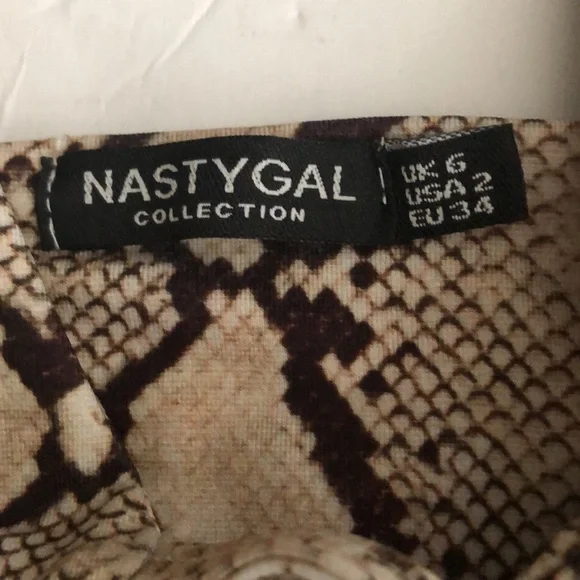 NASTYGAL
COLLECTION
UK 6
USA 2
EU 34